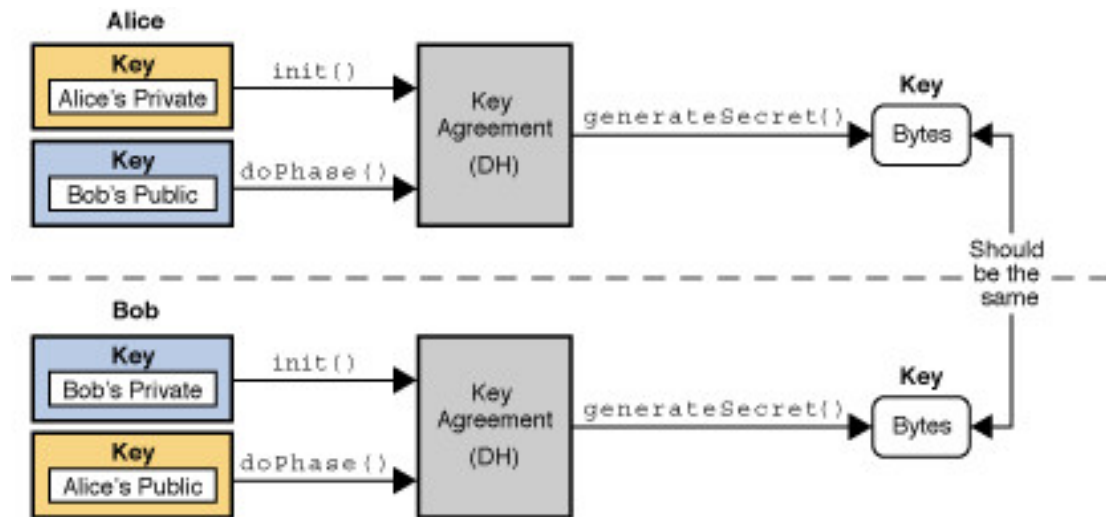 Alice
Key
Alice's Private
init()
Key
Bob's Public
doPhase()
Key
Agreement
(DH)
generateSecret()
Key
Bytes
Should
be the
same
Bob
Key
Bob's Private
init()
Key
Alice's Public
doPhase()
Key
Agreement
(DH)
generateSecret()
Key
Bytes